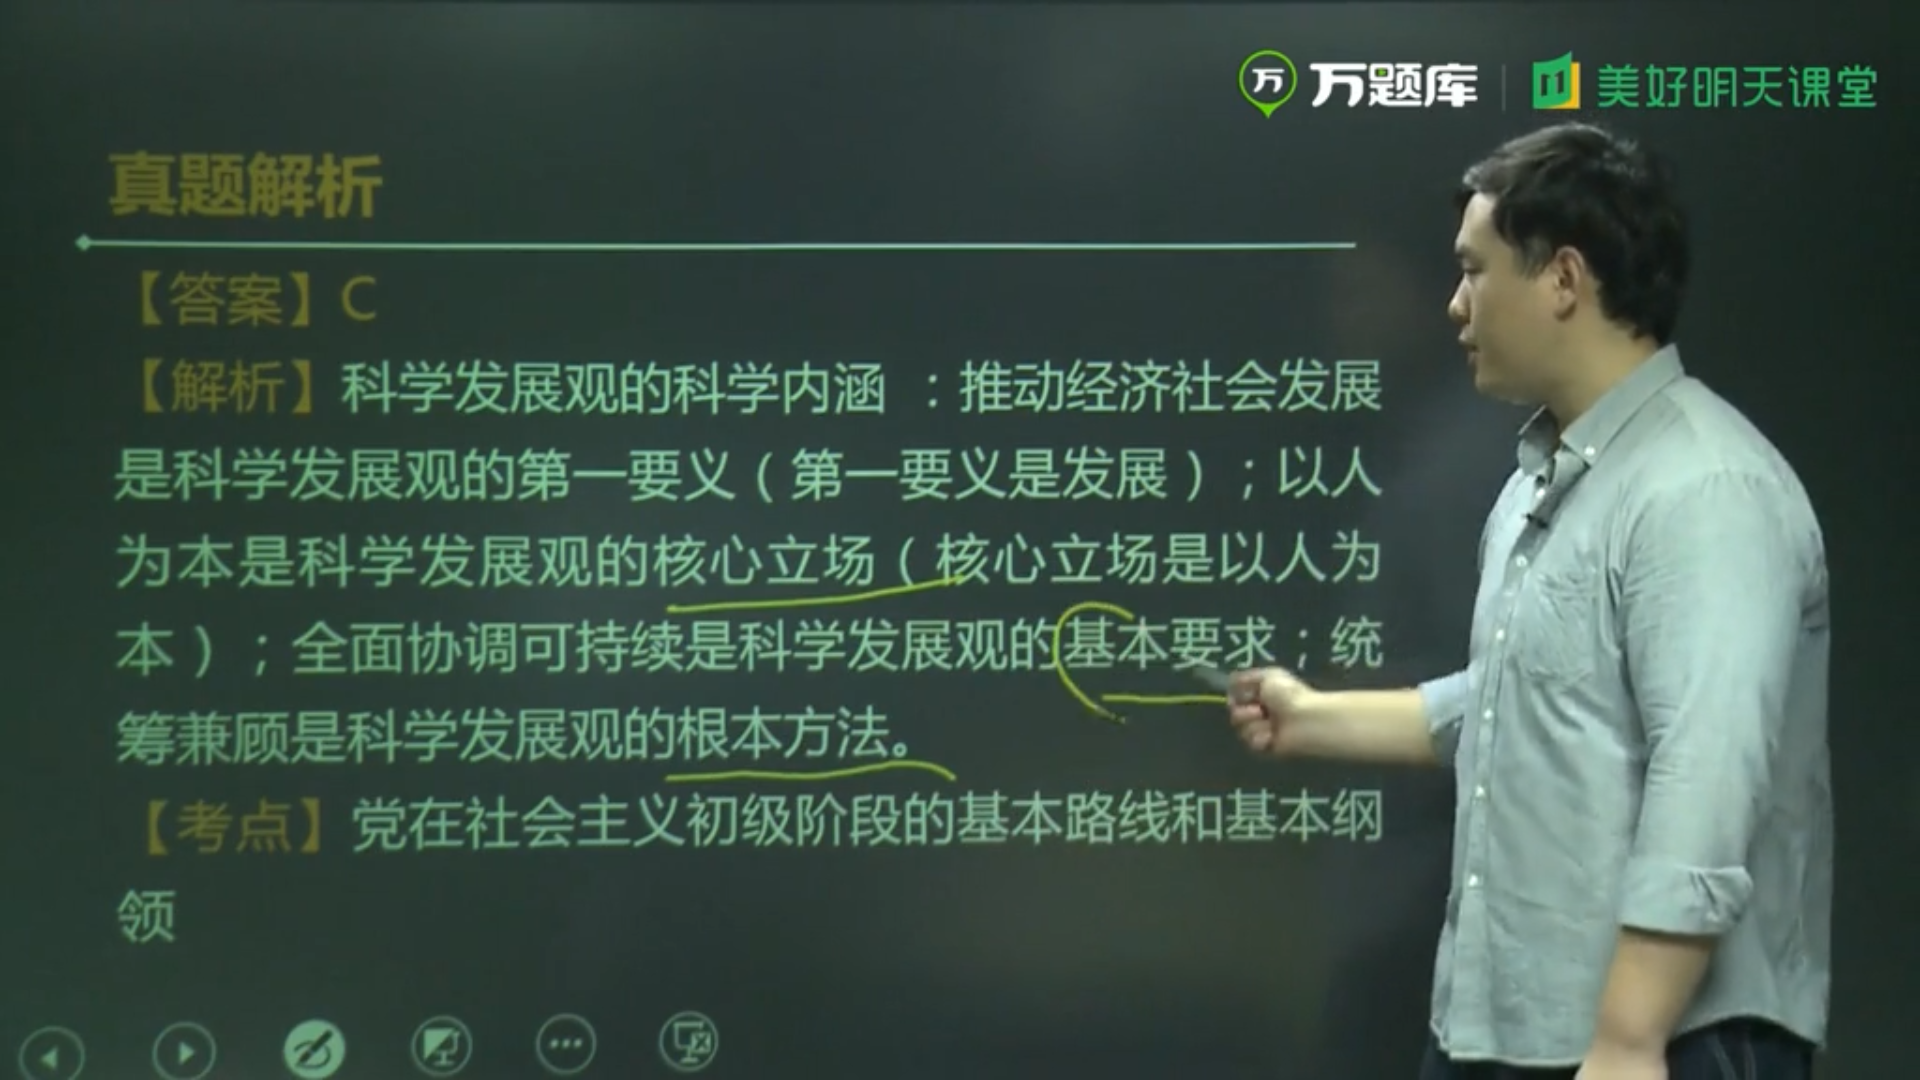 万 万题库 美好明天课堂
真题解析
【答案】C
【解析】科学发展观的科学内涵 ：推动经济社会发展
是科学发展观的第一要义（第一要义是发展）；以人
为本是科学发展观的核心立场（核心立场是以人为
本）；全面协调可持续是科学发展观的基本要求；统
筹兼顾是科学发展观的根本方法。
【考点】党在社会主义初级阶段的基本路线和基本纲
领